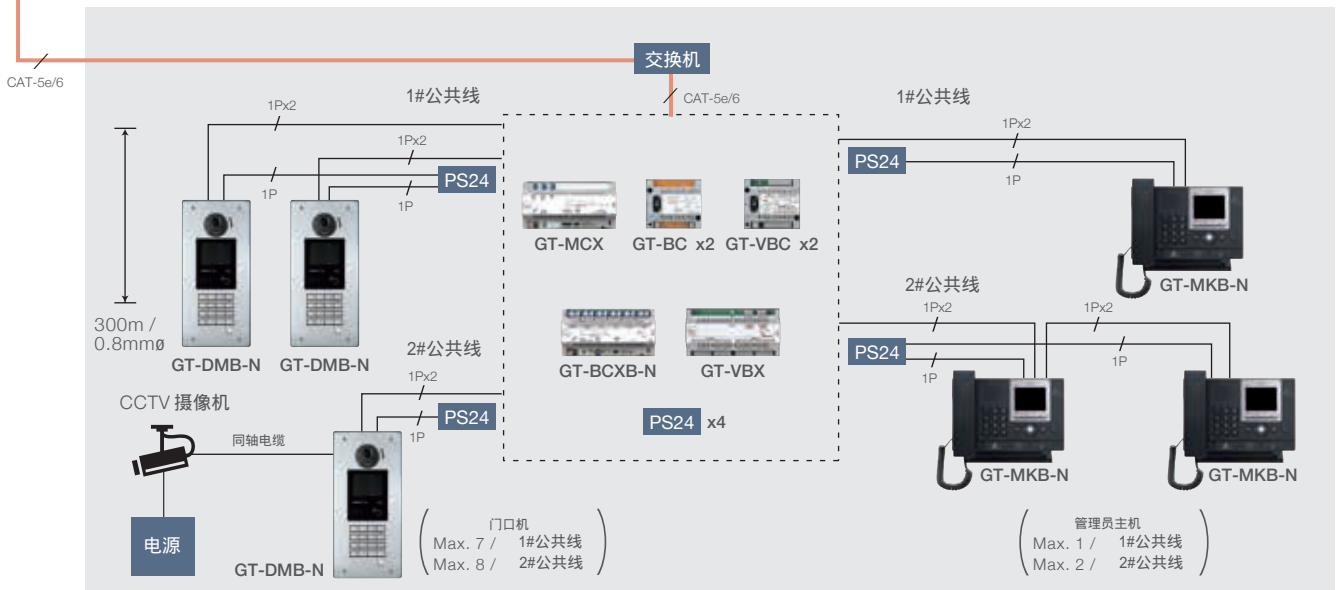 交换机
CAT-5e/6
CAT-5e/6
1#公共线
1#公共线
1Px2
1Px2
1Px2
PS24
PS24
1P
1P
1P
GT-MCX
GT-BC x2
GT-VBC x2
GT-MKB-N
300m /
0.8mmø
GT-DMB-N
GT-DMB-N
2#公共线
2#公共线
1Px2
1Px2
1Px2
PS24
PS24
1P
1P
1P
GT-BCXB-N
GT-VBX
PS24 x4
CCTV 摄像机
同轴电缆
电源
GT-DMB-N
GT-MKB-N
GT-MKB-N
门口机
Max. 7 / 1#公共线
Max. 8 / 2#公共线
管理员主机
Max. 1 / 1#公共线
Max. 2 / 2#公共线